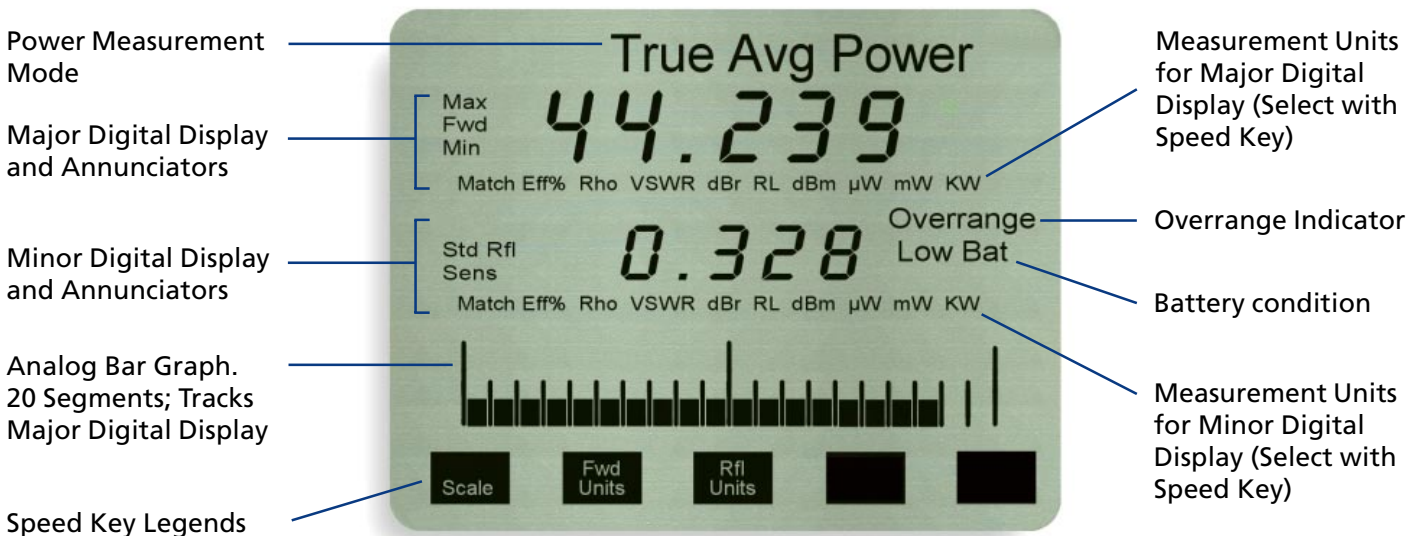 Power Measurement
Mode
Major Digital Display
and Annunciators
Minor Digital Display
and Annunciators
Analog Bar Graph.
20 Segments; Tracks
Major Digital Display
Speed Key Legends
True Avg Power
Max
Fwd
Min
44.239
Match Eff% Rho VSWR dBr RL dBm µW mW KW
Overrange
Low Bat
Std Rfl
Sens
0.328
Match Eff% Rho VSWR dBr RL dBm µW mW KW
Scale
Fwd
Units
Rfl
Units
Measurement Units
for Major Digital
Display (Select with
Speed Key)
Overrange Indicator
Battery condition
Measurement Units
for Minor Digital
Display (Select with
Speed Key)